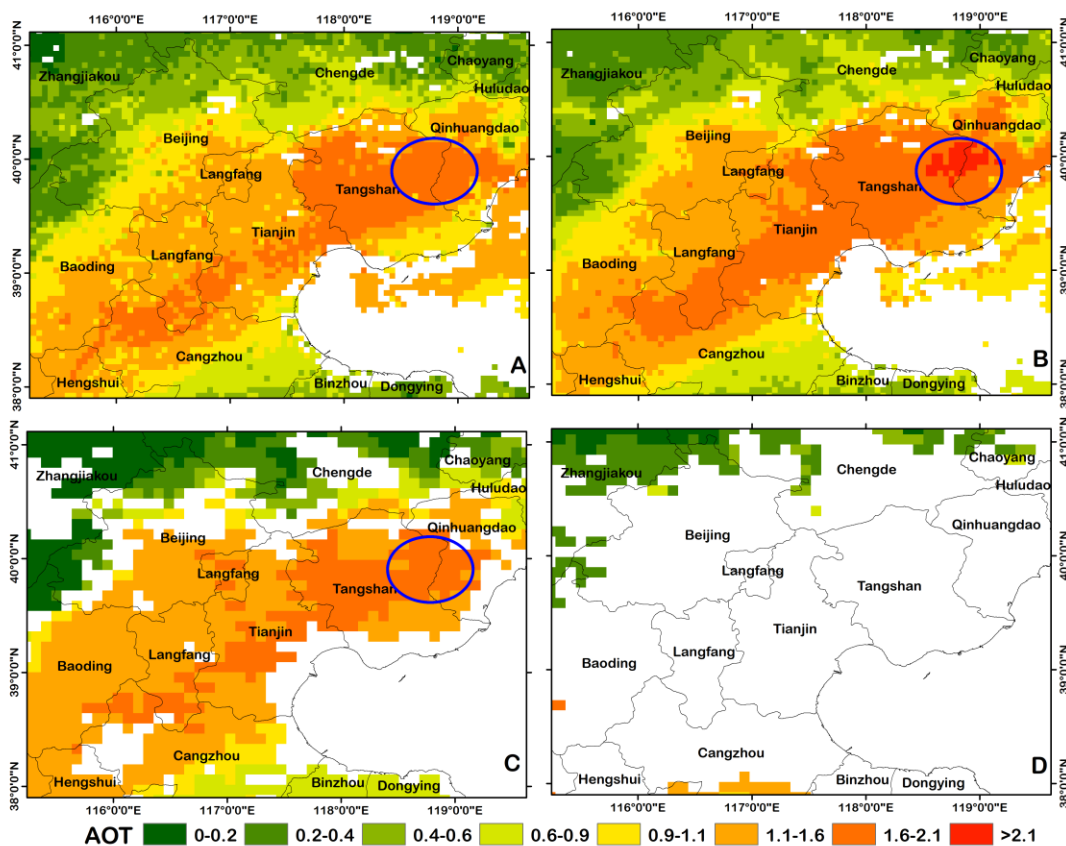 116°0'0"E 117°0'0"E 118°0'0"E 119°0'0"E
116°0'0"E 117°0'0"E 118°0'0"E 119°0'0"E
41°0'0"N
40°0'0"N
39°0'0"N
38°0'0"N
Zhangjiakou
Chengde
Chaoyang
Huludao
Beijing
Qinhuangdao
Langfang
Tangshan
Tianjin
Baoding
Langfang
Cangzhou
Hengshui
Binzhou
Dongying
A
Zhangjiakou
Chengde
Chaoyang
Huludao
Beijing
Qinhuangdao
Langfang
Tangshan
Tianjin
Baoding
Langfang
Cangzhou
Hengshui
Binzhou
Dongying
B
41°0'0"N
40°0'0"N
39°0'0"N
38°0'0"N
41°0'0"N
40°0'0"N
39°0'0"N
38°0'0"N
Zhangjiakou
Chengde
Chaoyang
Huludao
Beijing
Qinhuangdao
Langfang
Tangshan
Tianjin
Baoding
Langfang
Cangzhou
Hengshui
Binzhou
Dongying
C
Zhangjiakou
Chengde
Chaoyang
Huludao
Beijing
Qinhuangdao
Langfang
Tangshan
Tianjin
Baoding
Langfang
Cangzhou
Hengshui
Binzhou
Dongying
D
41°0'0"N
40°0'0"N
39°0'0"N
38°0'0"N
116°0'0"E 117°0'0"E 118°0'0"E 119°0'0"E
116°0'0"E 117°0'0"E 118°0'0"E 119°0'0"E
AOT 0-0.2 0.2-0.4 0.4-0.6 0.6-0.9 0.9-1.1 1.1-1.6 1.6-2.1 >2.1